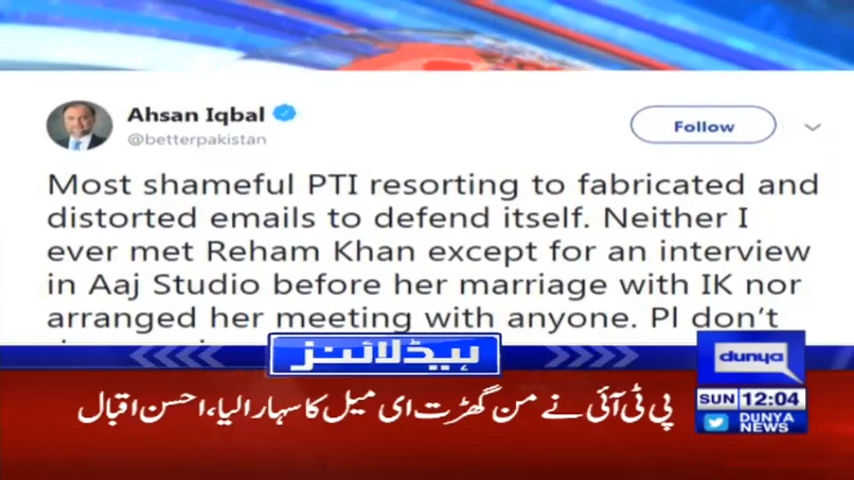 Ahsan Iqbal
@betterpakistan
Follow
Most shameful PTI resorting to fabricated and
distorted emails to defend itself. Neither I
ever met Reham Khan except for an interview
in Aaj Studio before her marriage with IK nor
arranged her meeting with anyone. Pl don't
ہیڈلائنز
dunya
SUN 12:04
DUNYA
NEWS
پی ٹی آئی نے من گھڑت ای میل کا سہارا لیا، احسن اقبال